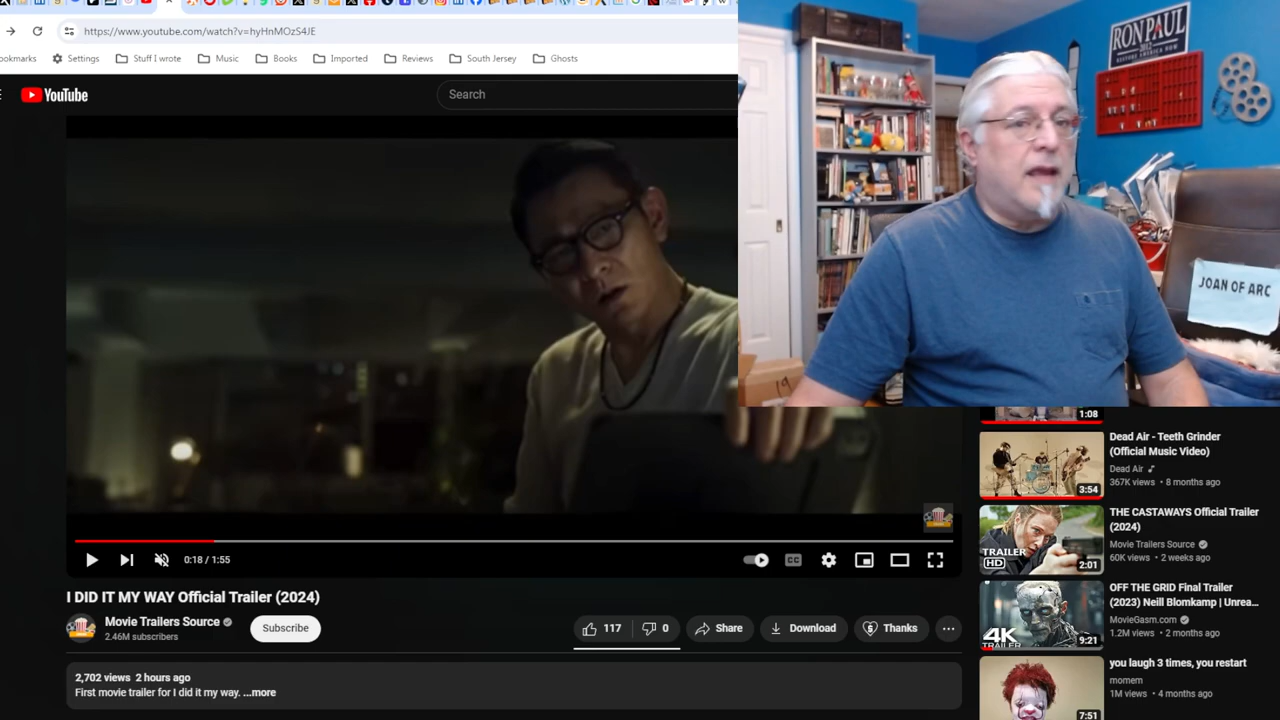 https://www.youtube.com/watch?v=hyHnMOzS4JE
ookmarks Settings Stuff I wrote Music Books Imported Reviews South Jersey Ghosts
YouTube
Search
RON PAUL
2012
RESTORE AMERICA NOW
JOAN OF ARC
19
0:18 / 1:55
CC
I DID IT MY WAY Official Trailer (2024)
Movie Trailers Source
2.46M subscribers
Subscribe
117
0
Share
Download
Thanks
2,702 views 2 hours ago
First movie trailer for I did it my way. ...more
1:08
Dead Air - Teeth Grinder
(Official Music Video)
Dead Air
367K views • 8 months ago
3:54
THE CASTAWAYS Official Trailer
(2024)
Movie Trailers Source
60K views • 2 weeks ago
TRAILER
HD
2:01
OFF THE GRID Final Trailer
(2023) Neill Blomkamp | Unrea...
MovieGasm.com
1.2M views • 2 months ago
4K
TRAILER
9:21
you laugh 3 times, you restart
momem
1M views • 4 months ago
7:51